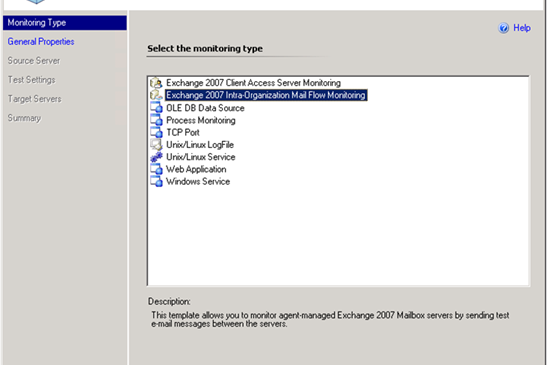 Monitoring Type
Help
General Properties
Select the monitoring type
Source Server
Test Settings
Target Servers
Summary
Exchange 2007 Client Access Server Monitoring
Exchange 2007 Intra-Organization Mail Flow Monitoring
OLE DB Data Source
Process Monitoring
TCP Port
Unix/Linux LogFile
Unix/Linux Service
Web Application
Windows Service
Description:
This template allows you to monitor agent-managed Exchange 2007 Mailbox servers by sending test
e-mail messages between the servers.